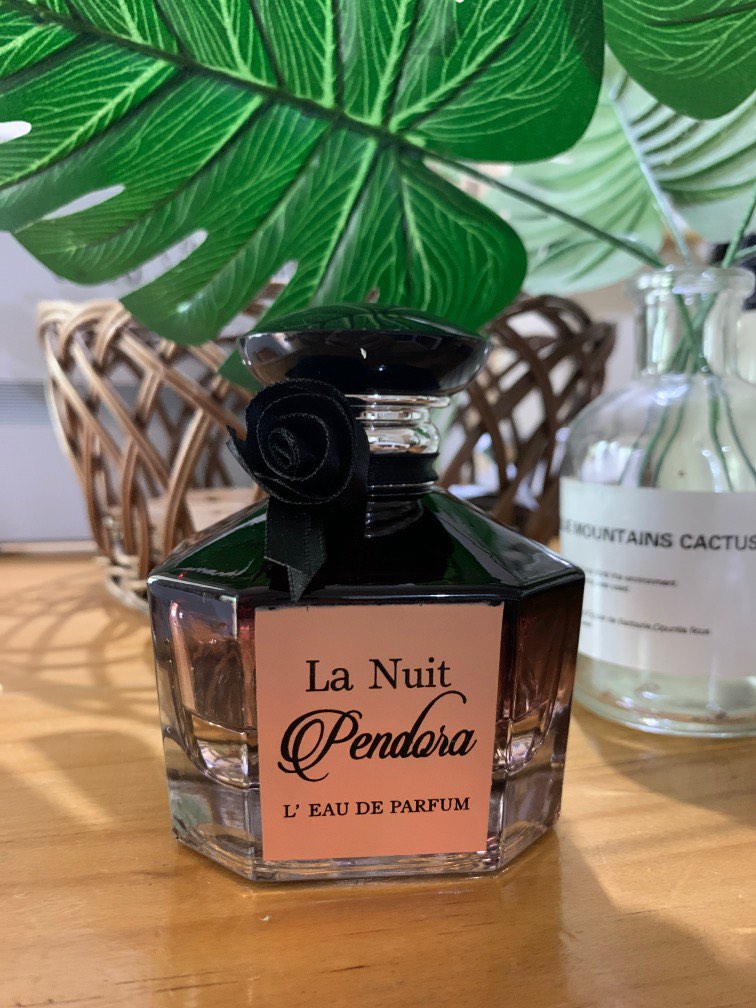 La Nuit
Pendora
L' EAU DE PARFUM
MOUNTAINS CACTUS